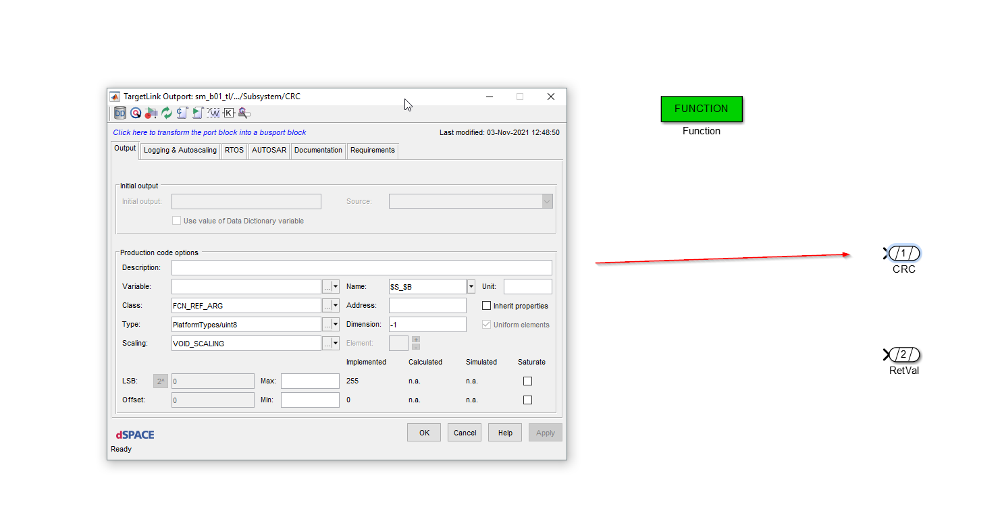 TargetLink Outport: sm_b01_tl/.../Subsystem/CRC
DD
Click here to transform the port block into a busport block
Last modified: 03-Nov-2021 12:48:50
Output Logging & Autoscaling RTOS AUTOSAR Documentation Requirements
Initial output
Initial output: Source:
Use value of Data Dictionary variable
Production code options
Description:
Variable: ... Name: $S_$B Unit:
Class: FCN_REF_ARG ... Address: Inherit properties
Type: PlatformTypes/uint8 ... Dimension: -1 Uniform elements
Scaling: VOID_SCALING ... Element: + -
Implemented Calculated Simulated Saturate
LSB: 2^ 0 Max: 255 n.a. n.a.
Offset: 0 Min: 0 n.a. n.a.
dSPACE
OK Cancel Help Apply
Ready
FUNCTION
Function
1
CRC
2
RetVal